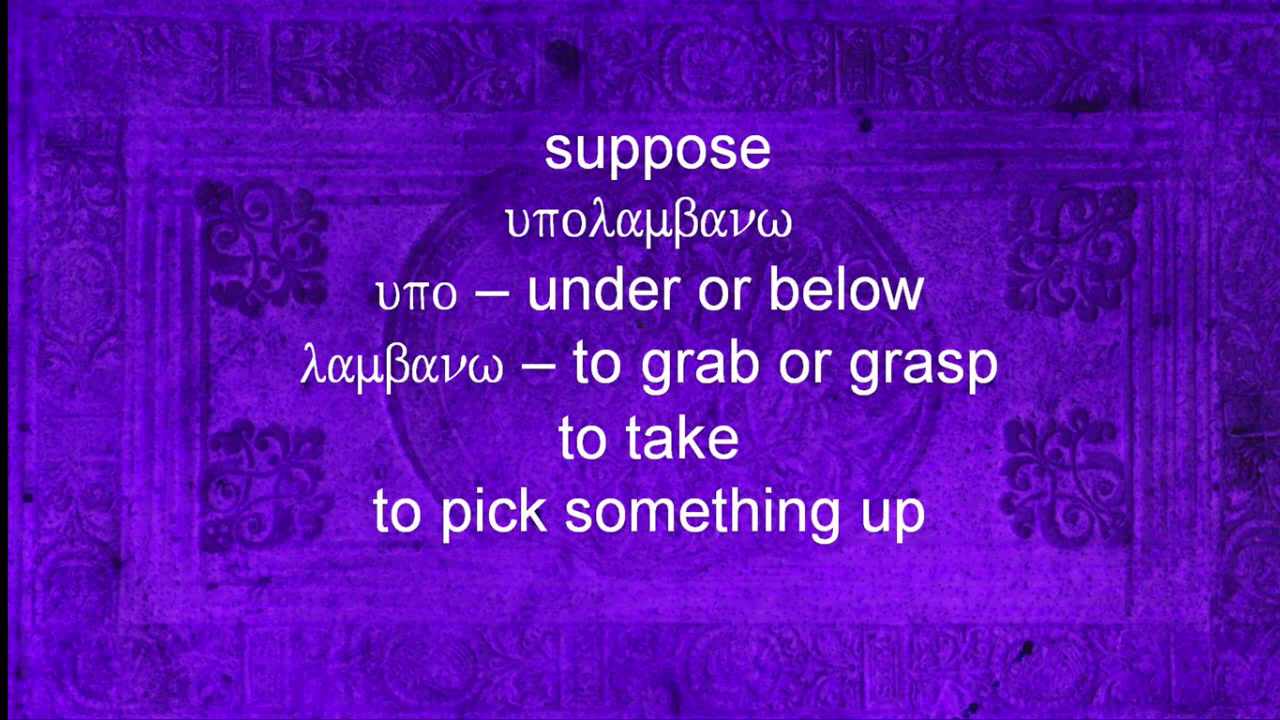 suppose
υπολαμβανω
υπο – under or below
λαμβανω – to grab or grasp
to take
to pick something up